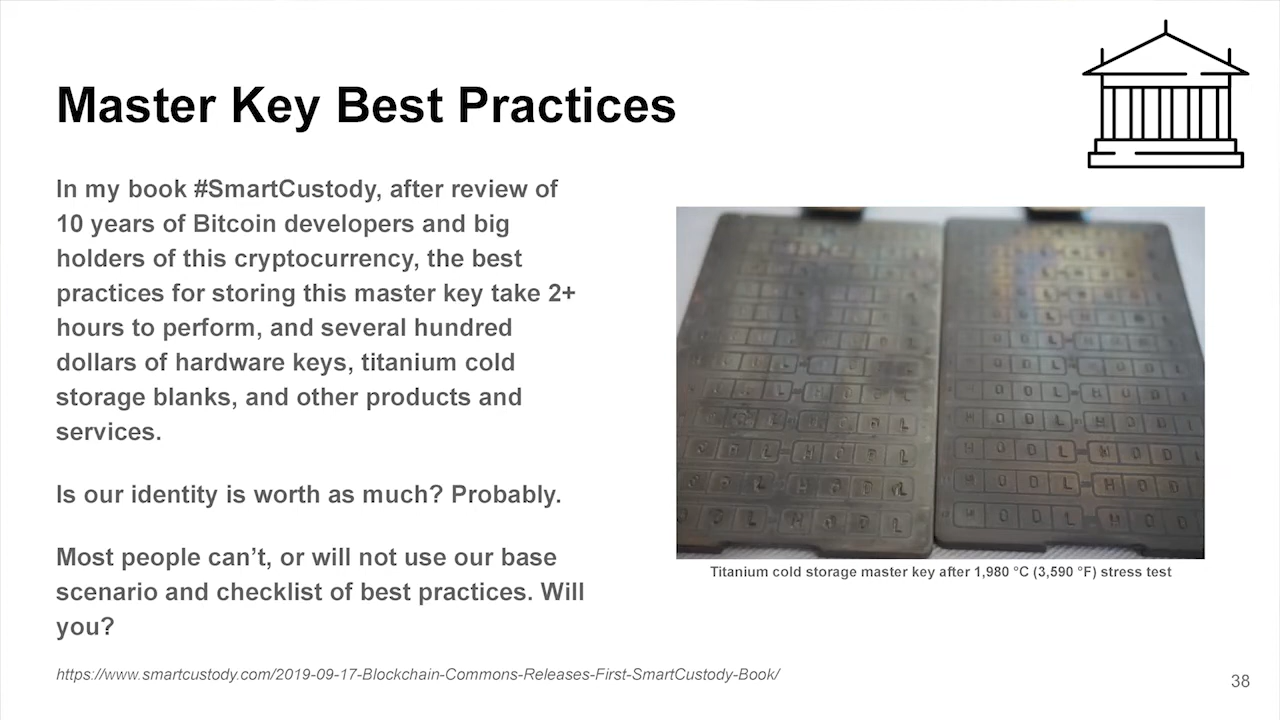 Master Key Best Practices
In my book #SmartCustody, after review of
10 years of Bitcoin developers and big
holders of this cryptocurrency, the best
practices for storing this master key take 2+
hours to perform, and several hundred
dollars of hardware keys, titanium cold
storage blanks, and other products and
services.
Is our identity is worth as much? Probably.
Most people can’t, or will not use our base
scenario and checklist of best practices. Will
you?
Titanium cold storage master key after 1,980 °C (3,590 °F) stress test
https://www.smartcustody.com/2019-09-17-Blockchain-Commons-Releases-First-SmartCustody-Book/
38